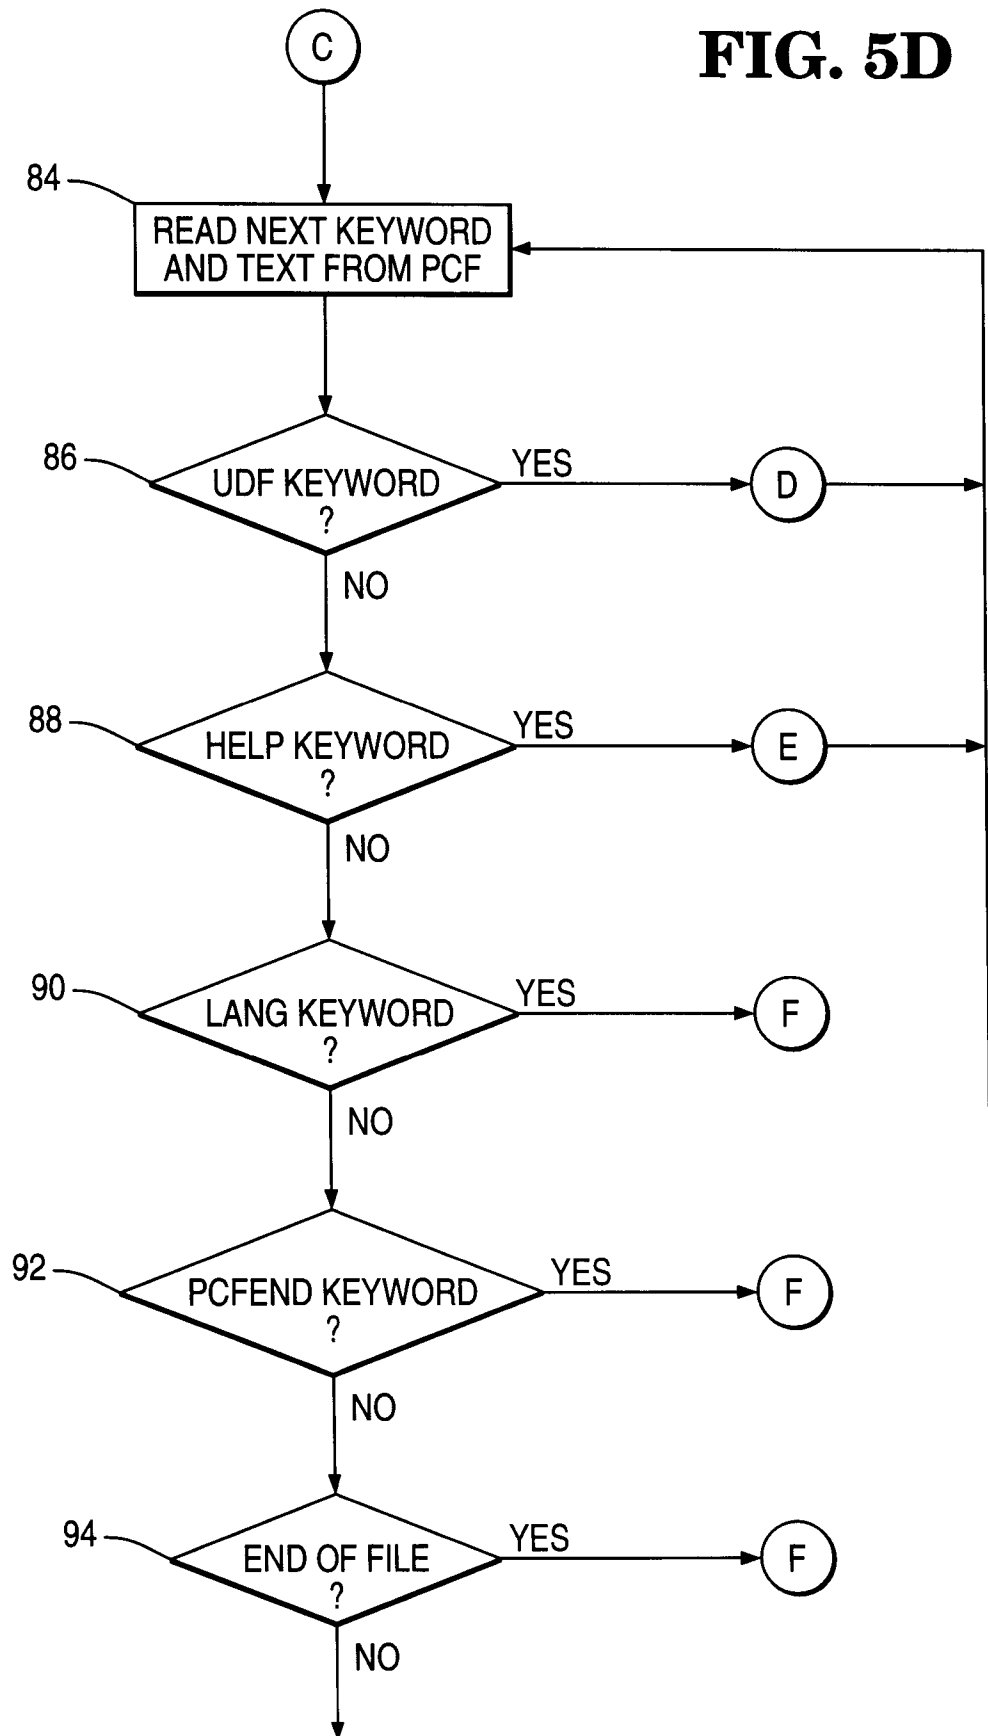 C
FIG. 5D
84
READ NEXT KEYWORD
AND TEXT FROM PCF
86
UDF KEYWORD
?
YES
D
NO
88
HELP KEYWORD
?
YES
E
NO
90
LANG KEYWORD
?
YES
F
NO
92
PCFEND KEYWORD
?
YES
F
NO
94
END OF FILE
?
YES
F
NO